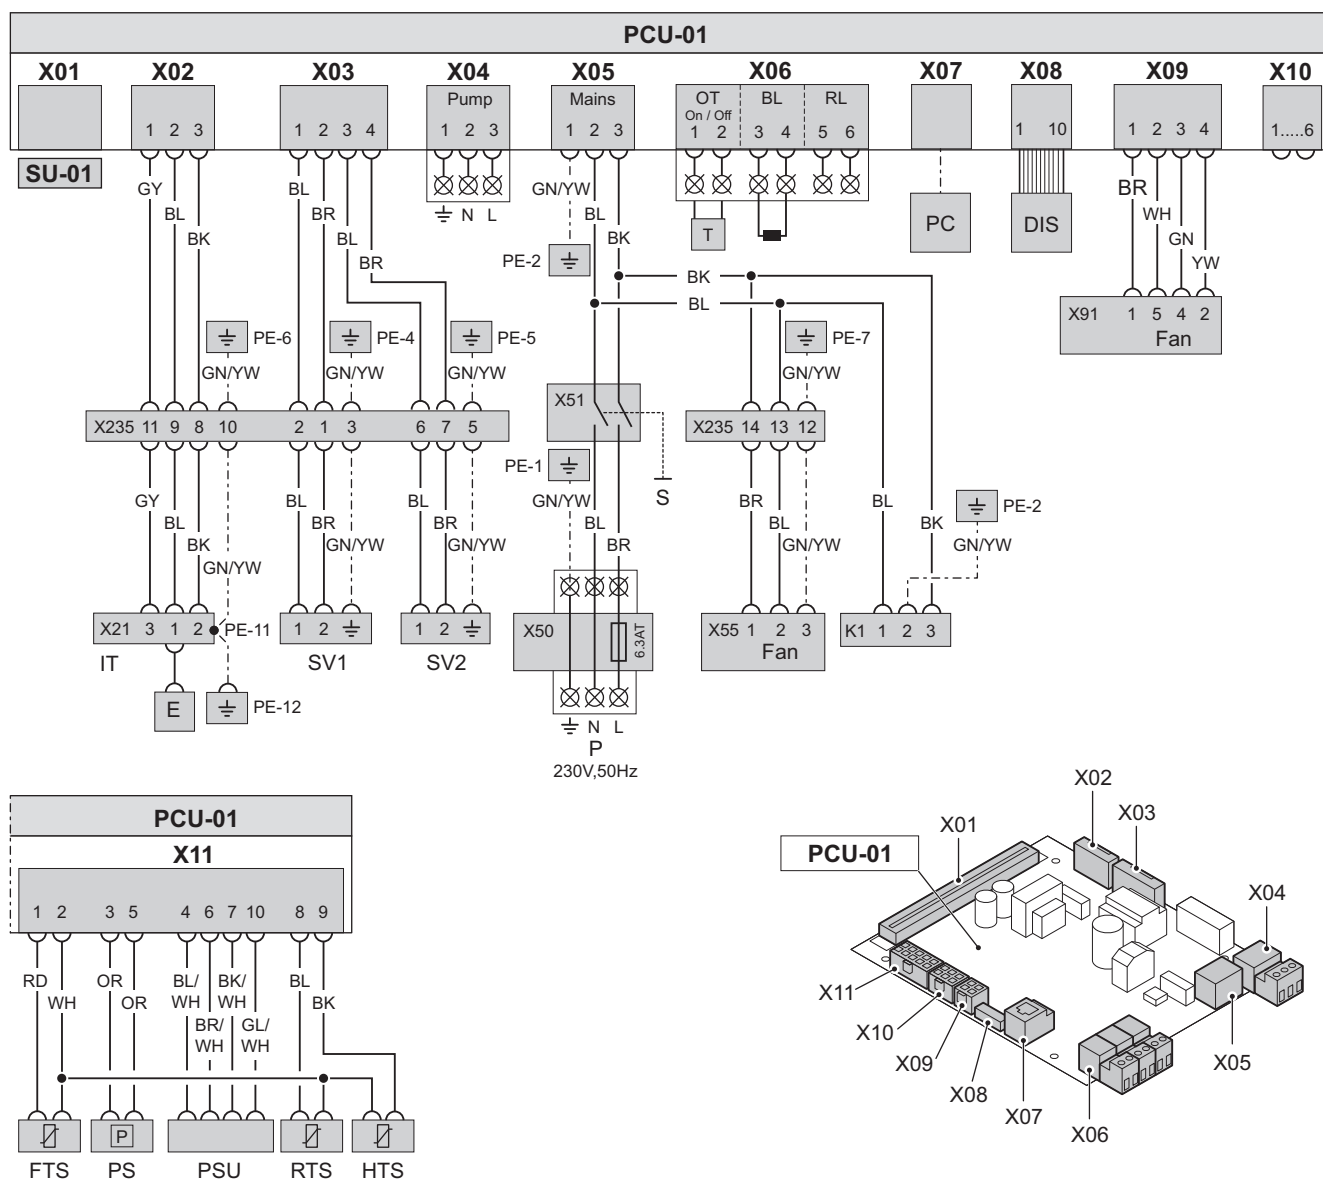 PCU-01
X01 X02 X03 X04 X05 X06 X07 X08 X09 X10
Pump Mains OT BL RL
On / Off
1 2 3 1 2 3 4 1 2 3 1 2 3 1 2 3 4 5 6 1 10 1 2 3 4 1.....6
SU-01
GY BL GN/YW BR
BL BR N L BL T PC DIS WH
BK BL BK GN
BR PE-2 YW
BK
BL
X91 1 5 4 2
Fan
PE-6 PE-4 PE-5 PE-7
GN/YW GN/YW GN/YW GN/YW
X51
X235 11 9 8 10 2 1 3 6 7 5 X235 14 13 12
PE-1 S
GY BL BL GN/YW BR BL PE-2
BL BR BR BL BL BK
BK GN/YW GN/YW BR GN/YW GN/YW
GN/YW
X21 3 1 2 PE-11 1 2 1 2 X50 6.3AT X55 1 2 3 K1 1 2 3
IT SV1 SV2 Fan
E PE-12
N L
P
230V,50Hz
PCU-01
X11
1 2 3 5 4 6 7 10 8 9
RD OR BL/ BK/ BL
WH OR WH WH BK
BR/ GL/
WH WH
P
FTS PS PSU RTS HTS
X02
X03
X01
PCU-01
X04
X11
X10
X09
X08
X07
X06
X05